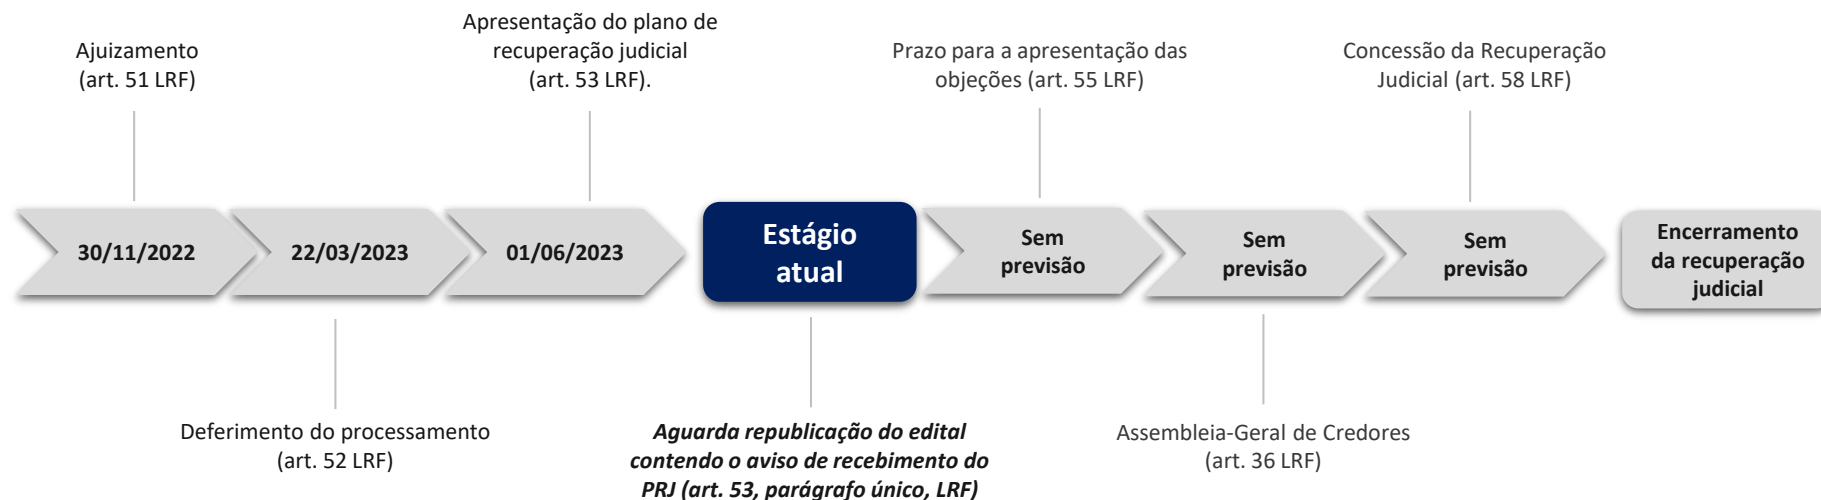 Ajuizamento
(art. 51 LRF)
Apresentação do plano de
recuperação judicial
(art. 53 LRF).
Prazo para a apresentação das
objeções (art. 55 LRF)
Concessão da Recuperação
Judicial (art. 58 LRF)
30/11/2022
22/03/2023
01/06/2023
Estágio
atual
Sem
previsão
Sem
previsão
Sem
previsão
Encerramento
da recuperação
judicial
Deferimento do processamento
(art. 52 LRF)
Aguarda republicação do edital
contendo o aviso de recebimento do
PRJ (art. 53, parágrafo único, LRF)
Assembleia-Geral de Credores
(art. 36 LRF)